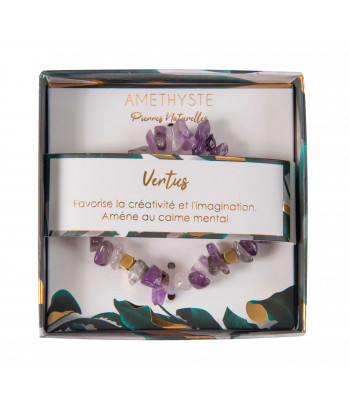 AMETHYSTE
Pierres Naturelles
Vertus
Favorise la créativité et l'imagination.
Amène au calme mental